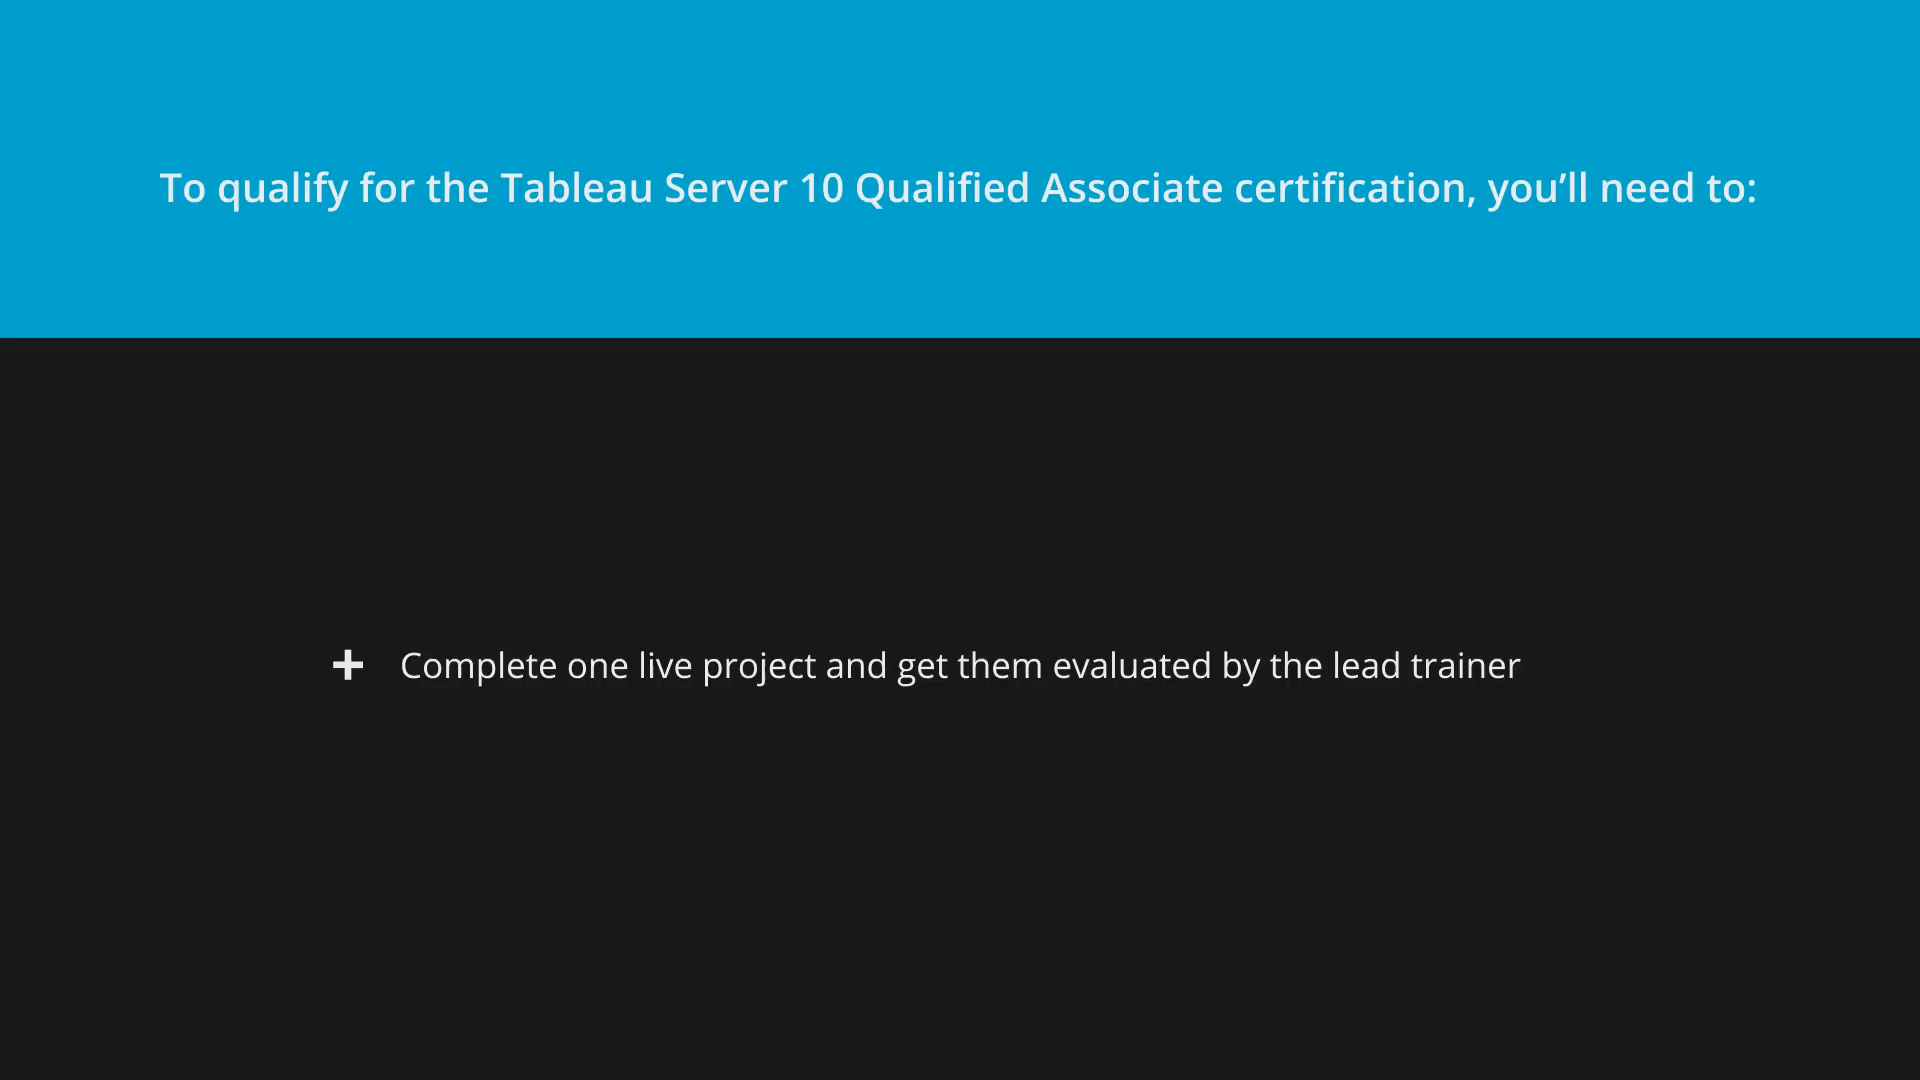 To qualify for the Tableau Server 10 Qualified Associate certification, you’ll need to:
+ Complete one live project and get them evaluated by the lead trainer